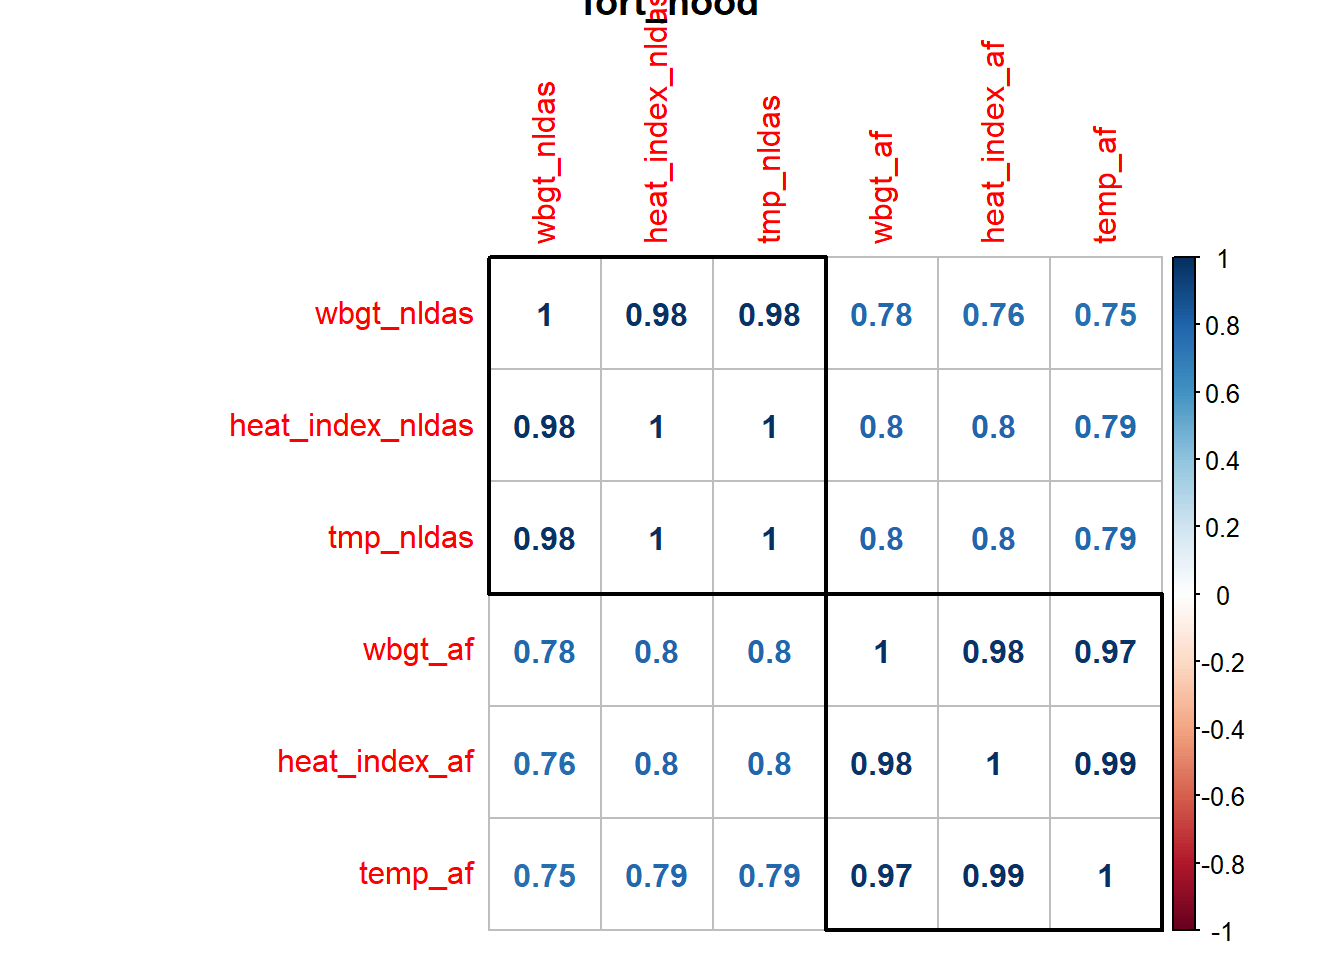 fort_hood
wbgt_nldas heat_index_nldas tmp_nldas wbgt_af heat_index_af temp_af
wbgt_nldas 1 0.98 0.98 0.78 0.76 0.75
heat_index_nldas 0.98 1 1 0.8 0.8 0.79
tmp_nldas 0.98 1 1 0.8 0.8 0.79
wbgt_af 0.78 0.8 0.8 1 0.98 0.97
heat_index_af 0.76 0.8 0.8 0.98 1 0.99
temp_af 0.75 0.79 0.79 0.97 0.99 1
1
0.8
0.6
0.4
0.2
0
-0.2
-0.4
-0.6
-0.8
-1